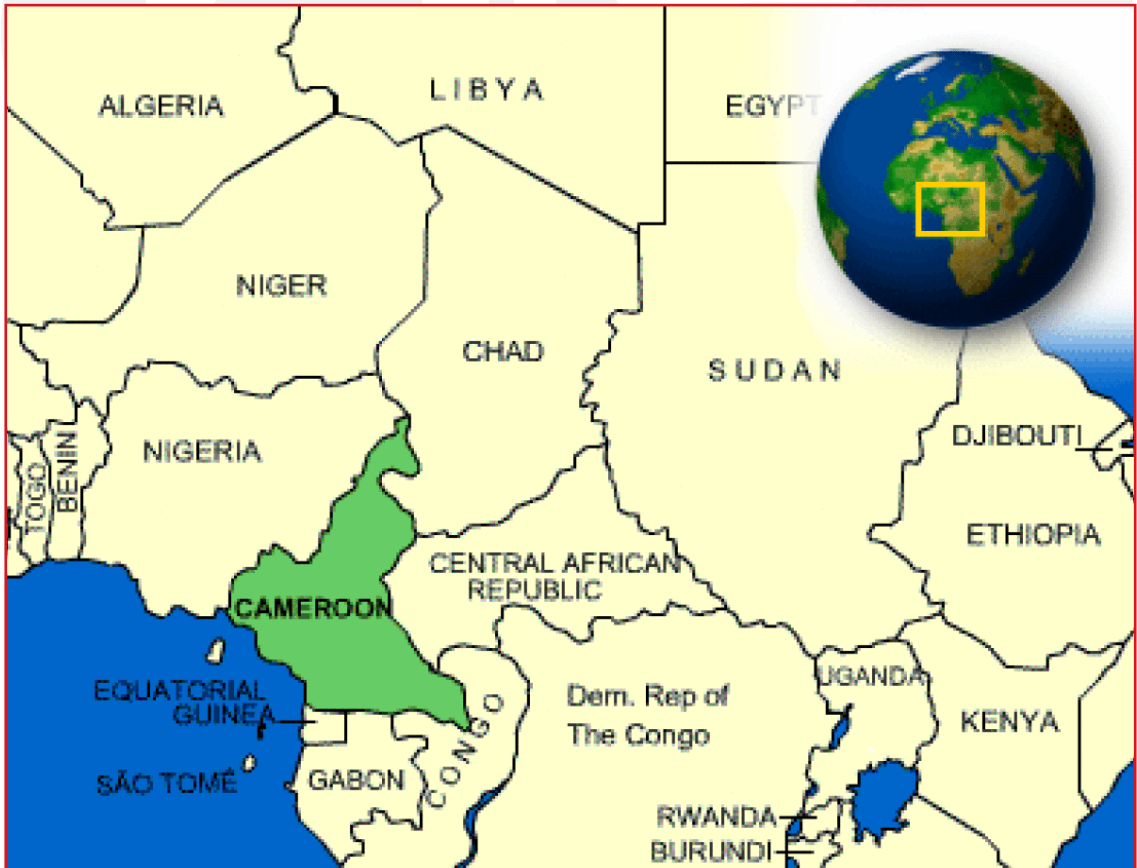 ALGERIA
LIBYA
EGYPT
NIGER
CHAD
SUDAN
NIGERIA
TOGO
BENIN
DJIBOUTI
ETHIOPIA
CENTRAL AFRICAN
REPUBLIC
CAMEROON
EQUATORIAL
GUINEA
SÃO TOMÉ
GABON
CONGO
Dem. Rep of
The Congo
UGANDA
KENYA
RWANDA
BURUNDI